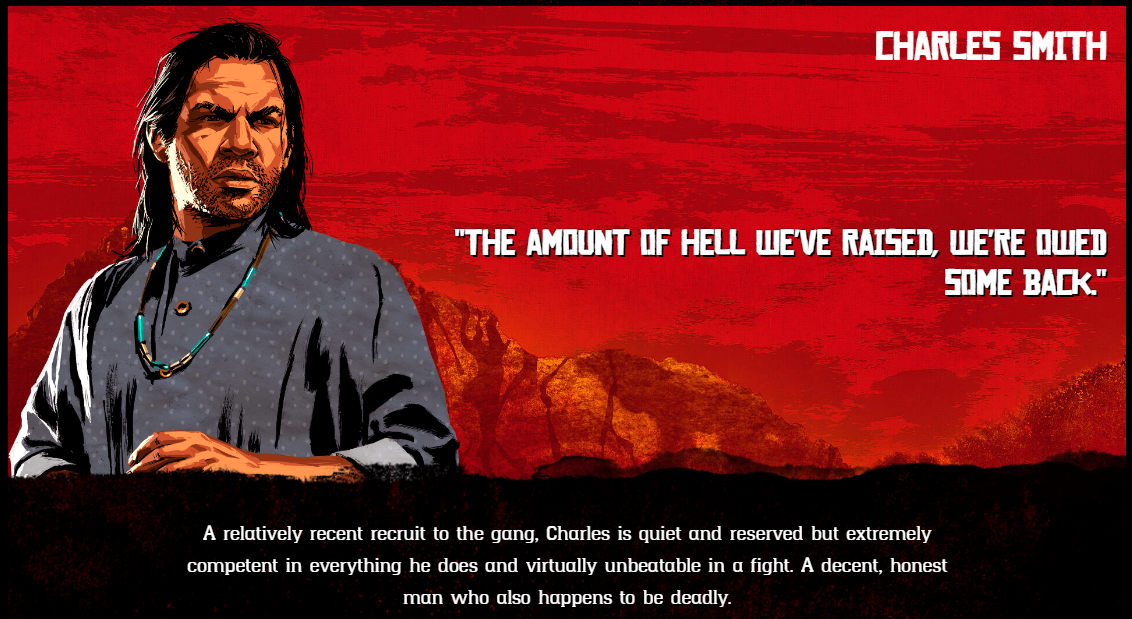 CHARLES SMITH
"THE AMOUNT OF HELL WE'VE RAISED, WE'RE OWED
SOME BACK."
A relatively recent recruit to the gang, Charles is quiet and reserved but extremely
competent in everything he does and virtually unbeatable in a fight. A decent, honest
man who also happens to be deadly.